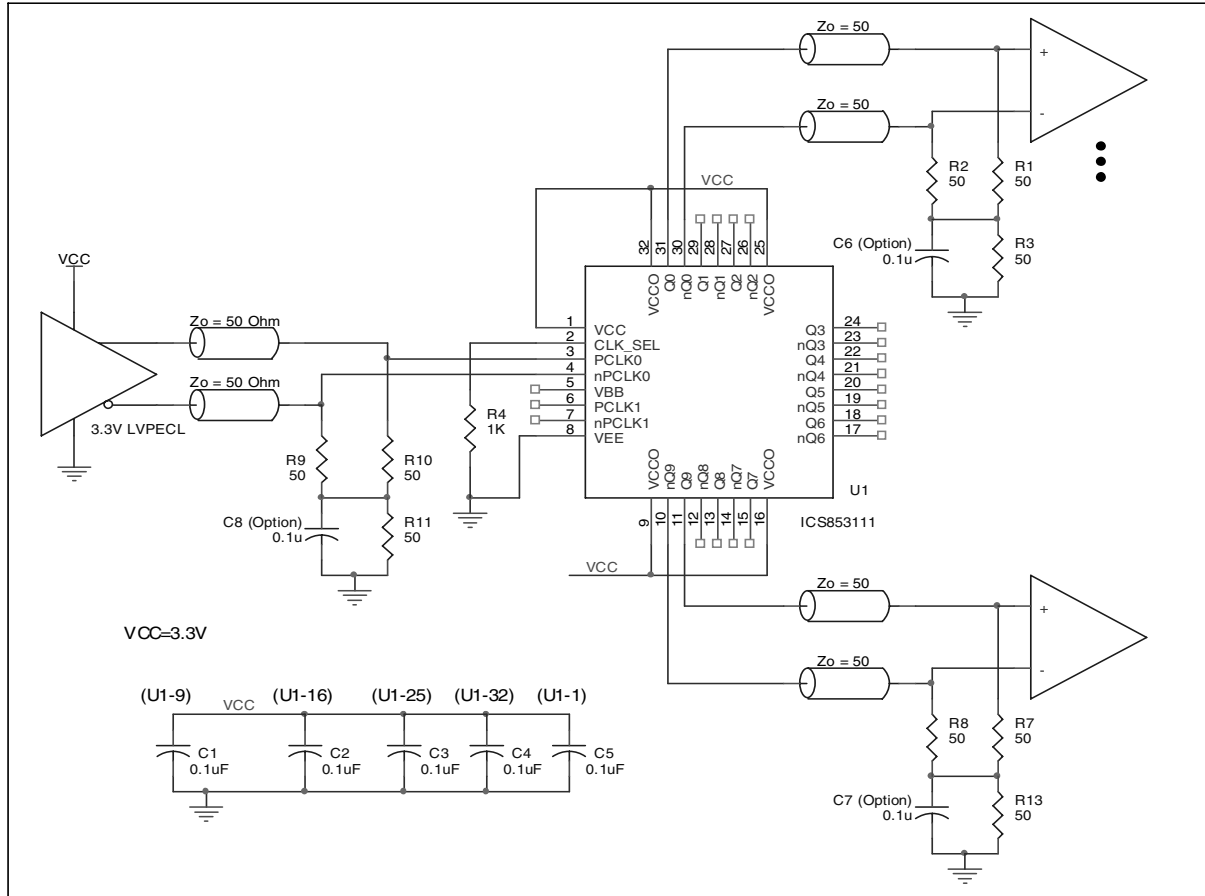 Zo = 50
+
Zo = 50
-
R2
50
R1
50
VCC
C6 (Option)
0.1u
R3
50
32
31
30
29
28
27
26
25
VCCO
Q0
nQ0
Q1
nQ1
Q2
nQ2
VCCO
VCC
Zo = 50 Ohm
Zo = 50 Ohm
3.3V LVPECL
1
2
3
4
5
6
7
8
VCC
CLK_SEL
PCLK0
nPCLK0
VBB
PCLK1
nPCLK1
VEE
Q3
nQ3
Q4
nQ4
Q5
nQ5
Q6
nQ6
24
23
22
21
20
19
18
17
R4
1K
R9
50
R10
50
C8 (Option)
0.1u
R11
50
VCCO
nQ9
Q9
nQ8
Q8
nQ7
Q7
VCCO
9
10
11
12
13
14
15
16
U1
ICS853111
VCC
Zo = 50
+
Zo = 50
-
R8
50
R7
50
C7 (Option)
0.1u
R13
50
VCC=3.3V
(U1-9)
VCC
(U1-16)
(U1-25)
(U1-32)
(U1-1)
C1
0.1uF
C2
0.1uF
C3
0.1uF
C4
0.1uF
C5
0.1uF